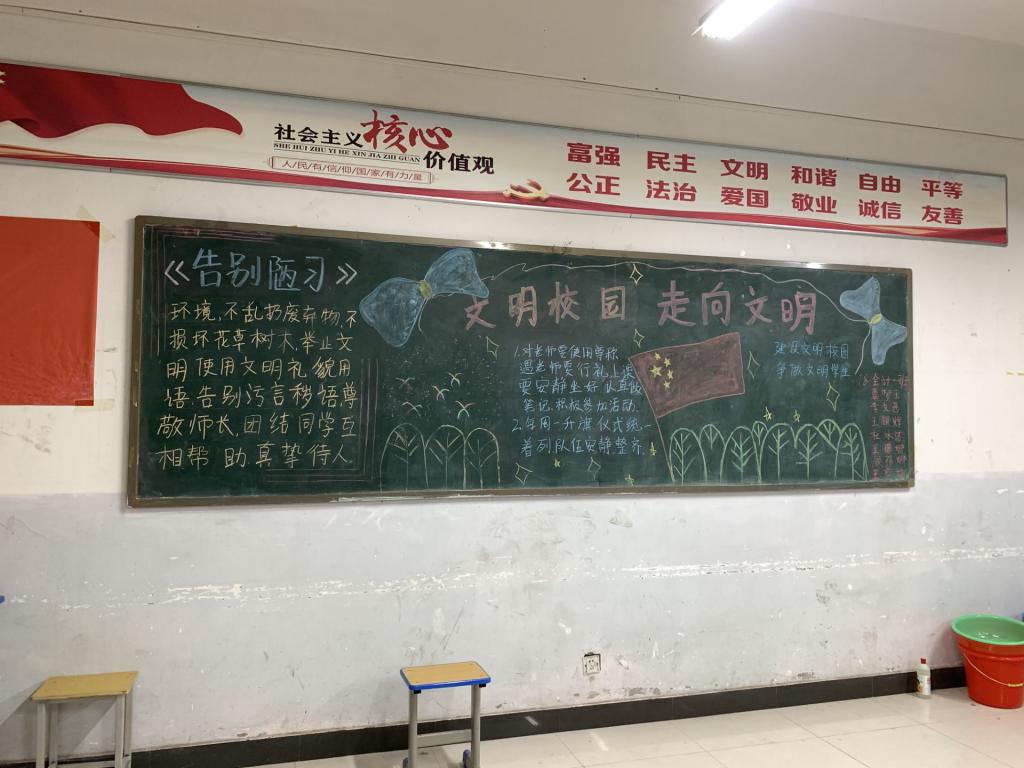 社会主义核心价值观
SHE HUI ZHU YI HE XIN JIA ZHI GUAN
人/民/有/信/仰/国/家/有/力/量
富强 民主 文明 和谐 自由 平等
公正 法治 爱国 敬业 诚信 友善
《告别陋习》
环境,不乱扔废弃物,不
损坏花草树木举止文
明使用文明礼貌用
语,告别污言秽语尊
敬师长,团结同学互
相帮助,真挚待人
文明校园 走向文明
1.对老师要使用尊称
遇老师要行礼上课
要安静坐好认真做
笔记,积极参加活动.
2.每周一升旗仪式统一
着列队位安静整齐.
建设文明校园
争做文明学生